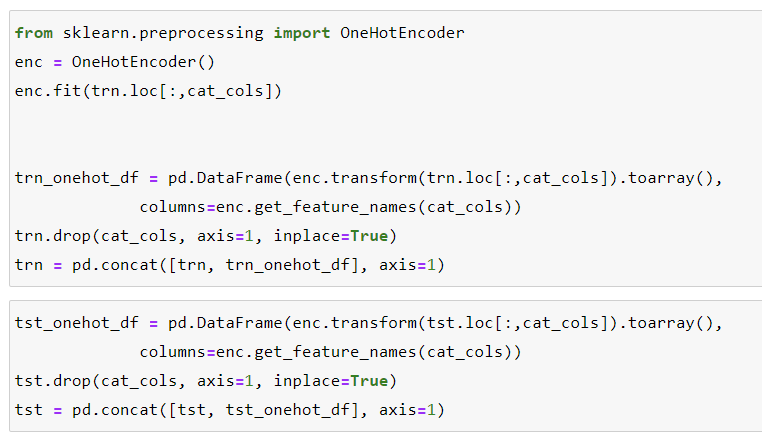 from sklearn.preprocessing import OneHotEncoder
enc = OneHotEncoder()
enc.fit(trn.loc[:,cat_cols])
trn_onehot_df = pd.DataFrame(enc.transform(trn.loc[:,cat_cols]).toarray(),
columns=enc.get_feature_names(cat_cols))
trn.drop(cat_cols, axis=1, inplace=True)
trn = pd.concat([trn, trn_onehot_df], axis=1)
tst_onehot_df = pd.DataFrame(enc.transform(tst.loc[:,cat_cols]).toarray(),
columns=enc.get_feature_names(cat_cols))
tst.drop(cat_cols, axis=1, inplace=True)
tst = pd.concat([tst, tst_onehot_df], axis=1)